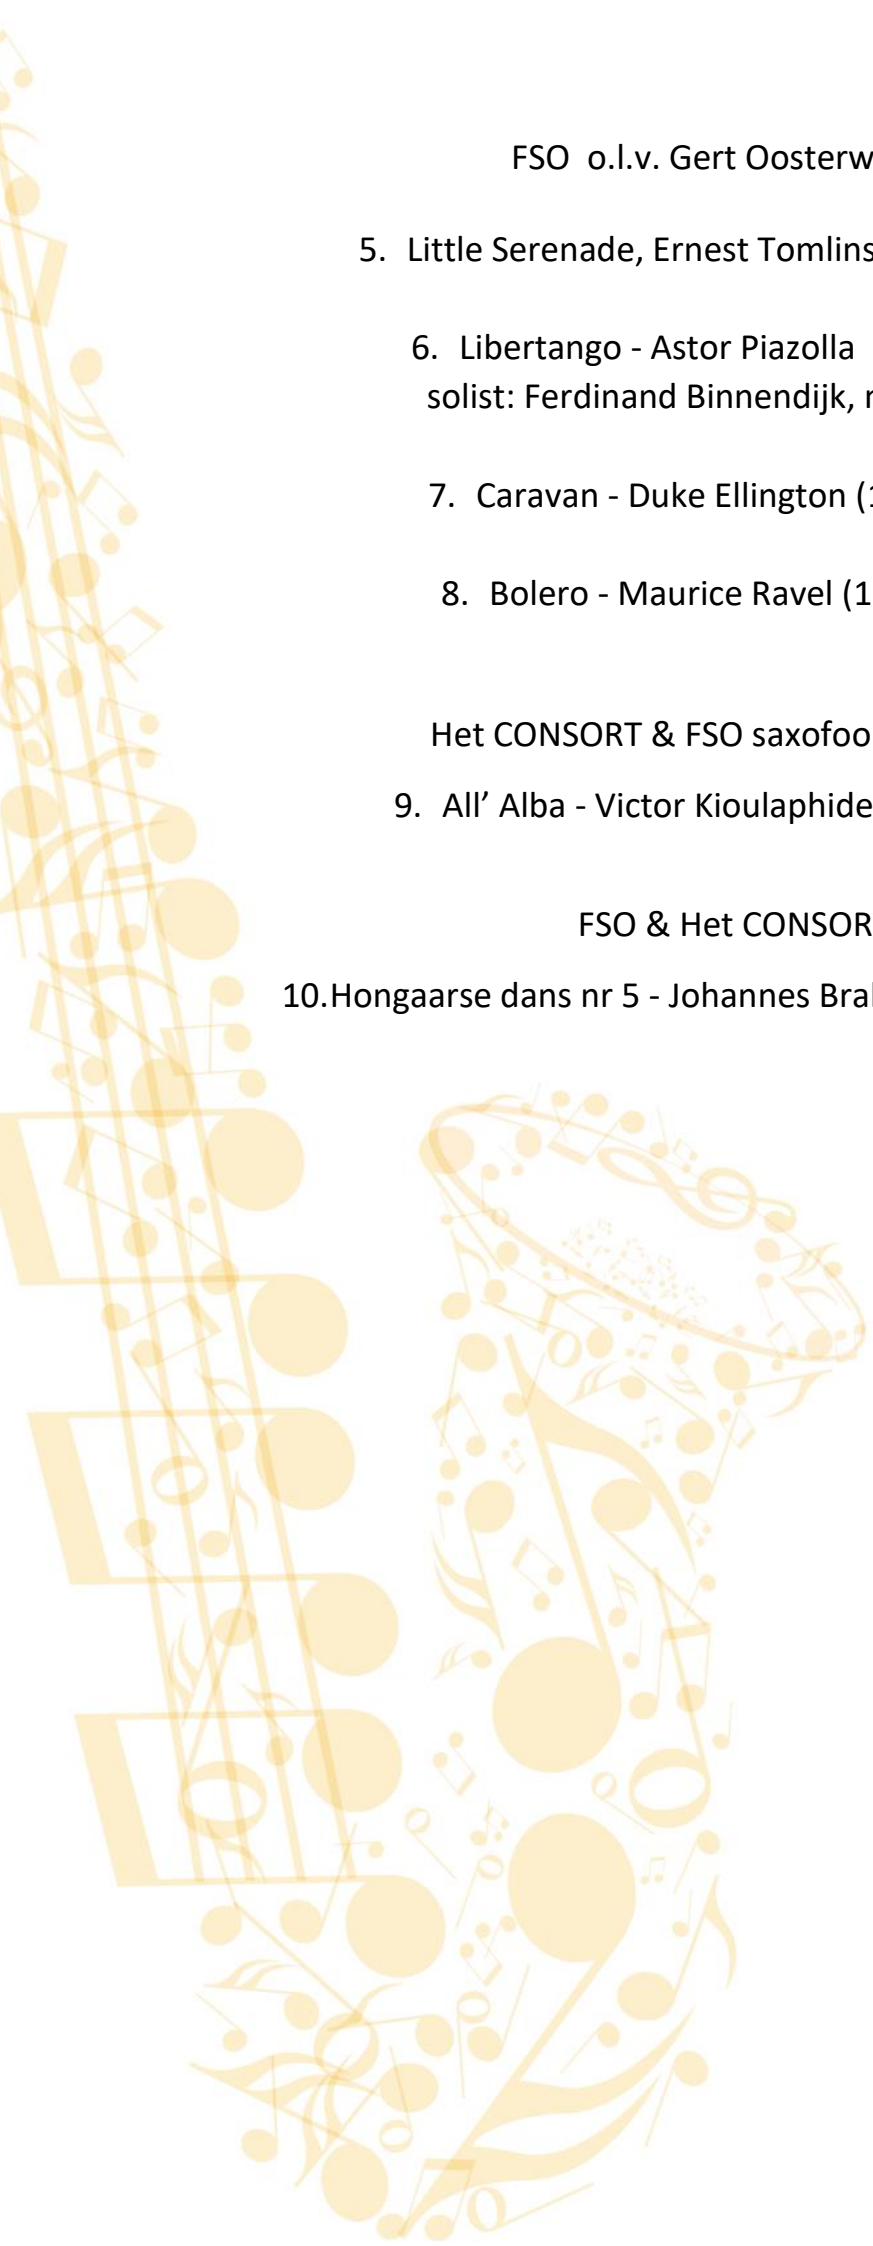 FSO o.l.v. Gert Oosterw
5. Little Serenade, Ernest Tomlins
6. Libertango - Astor Piazolla
solist: Ferdinand Binnendijk,
7. Caravan - Duke Ellington (1
8. Bolero - Maurice Ravel (1
Het CONSORT & FSO saxofoo
9. All’ Alba - Victor Kioulaphide
FSO & Het CONSOR
10.Hongaarse dans nr 5 - Johannes Bra